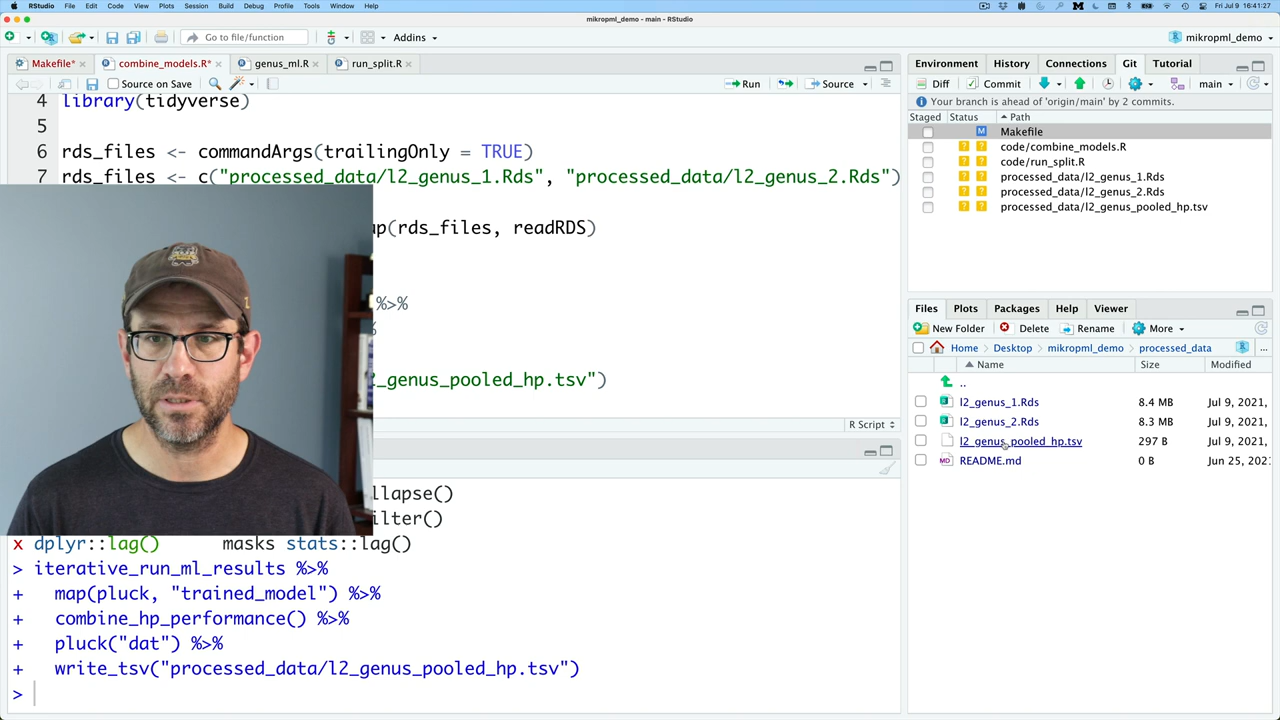 RStudio File Edit Code View Plots Session Build Debug Profile Tools Window Help Fri Jul 9 16:41:27
mikropml_demo - main - RStudio
Go to file/function Addins mikropml_demo
Makefile* combine_models.R* genus_ml.R run_split.R
Source on Save Run Source
4 library(tidyverse)
5
6 rds_files <- commandArgs(trailingOnly = TRUE)
7 rds_files <- c("processed_data/l2_genus_1.Rds", "processed_data/l2_genus_2.Rds")
ap(rds_files, readRDS)
%>%
2_genus_pooled_hp.tsv")
R Script
llapse()
ilter()
x dplyr::lag() masks stats::lag()
> iterative_run_ml_results %>%
+ map(pluck, "trained_model") %>%
+ combine_hp_performance() %>%
+ pluck("dat") %>%
+ write_tsv("processed_data/l2_genus_pooled_hp.tsv")
>
Environment History Connections Git Tutorial
Diff Commit main
Your branch is ahead of 'origin/main' by 2 commits.
Staged Status Path
M Makefile
? ? code/combine_models.R
? ? code/run_split.R
? ? processed_data/l2_genus_1.Rds
? ? processed_data/l2_genus_2.Rds
? ? processed_data/l2_genus_pooled_hp.tsv
Files Plots Packages Help Viewer
New Folder Delete Rename More
Home Desktop mikropml_demo processed_data ...
Name Size Modified
..
l2_genus_1.Rds 8.4 MB Jul 9, 2021,
l2_genus_2.Rds 8.3 MB Jul 9, 2021,
l2_genus_pooled_hp.tsv 297 B Jul 9, 2021,
MD README.md 0 B Jun 25, 202